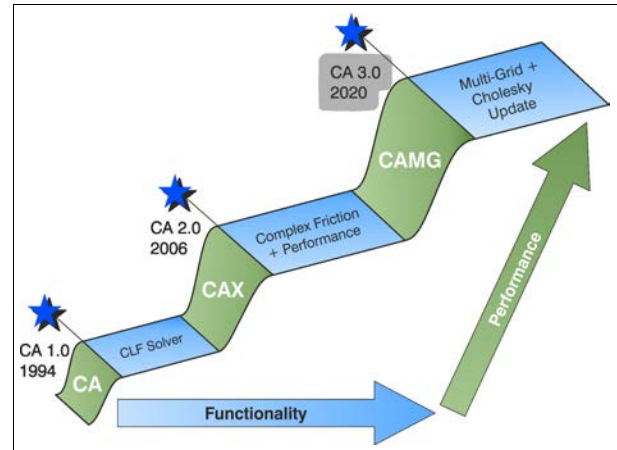 CA 3.0
2020
Multi-Grid +
Cholesky
Update
CAMG
CA 2.0
2006
Complex Friction
+ Performance
CAX
Performance
CA 1.0
1994
CLF Solver
CA
Functionality